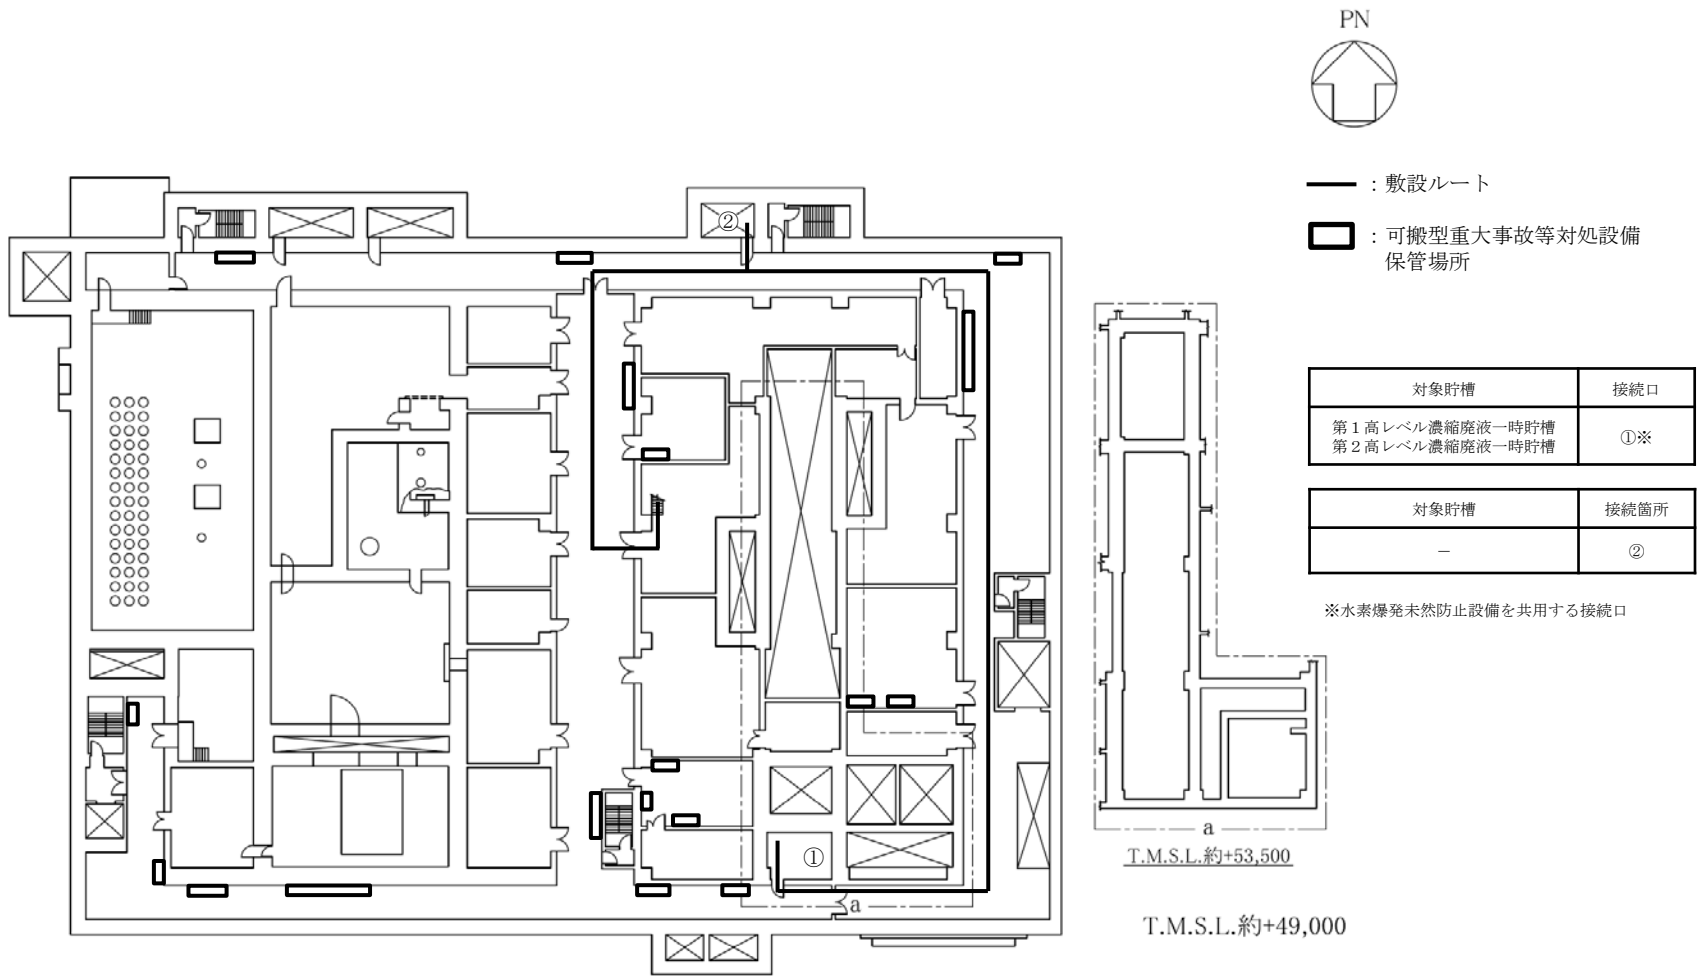 PN
：敷設ルート
：可搬型重大事故等対処設備
保管場所
対象貯槽 接続口
第１高レベル濃縮廃液一時貯槽
第２高レベル濃縮廃液一時貯槽
①※
対象貯槽 接続箇所
－ ②
※水素爆発未然防止設備を共用する接続口
②
①
a
a
T.M.S.L.約+53,500
T.M.S.L.約+49,000